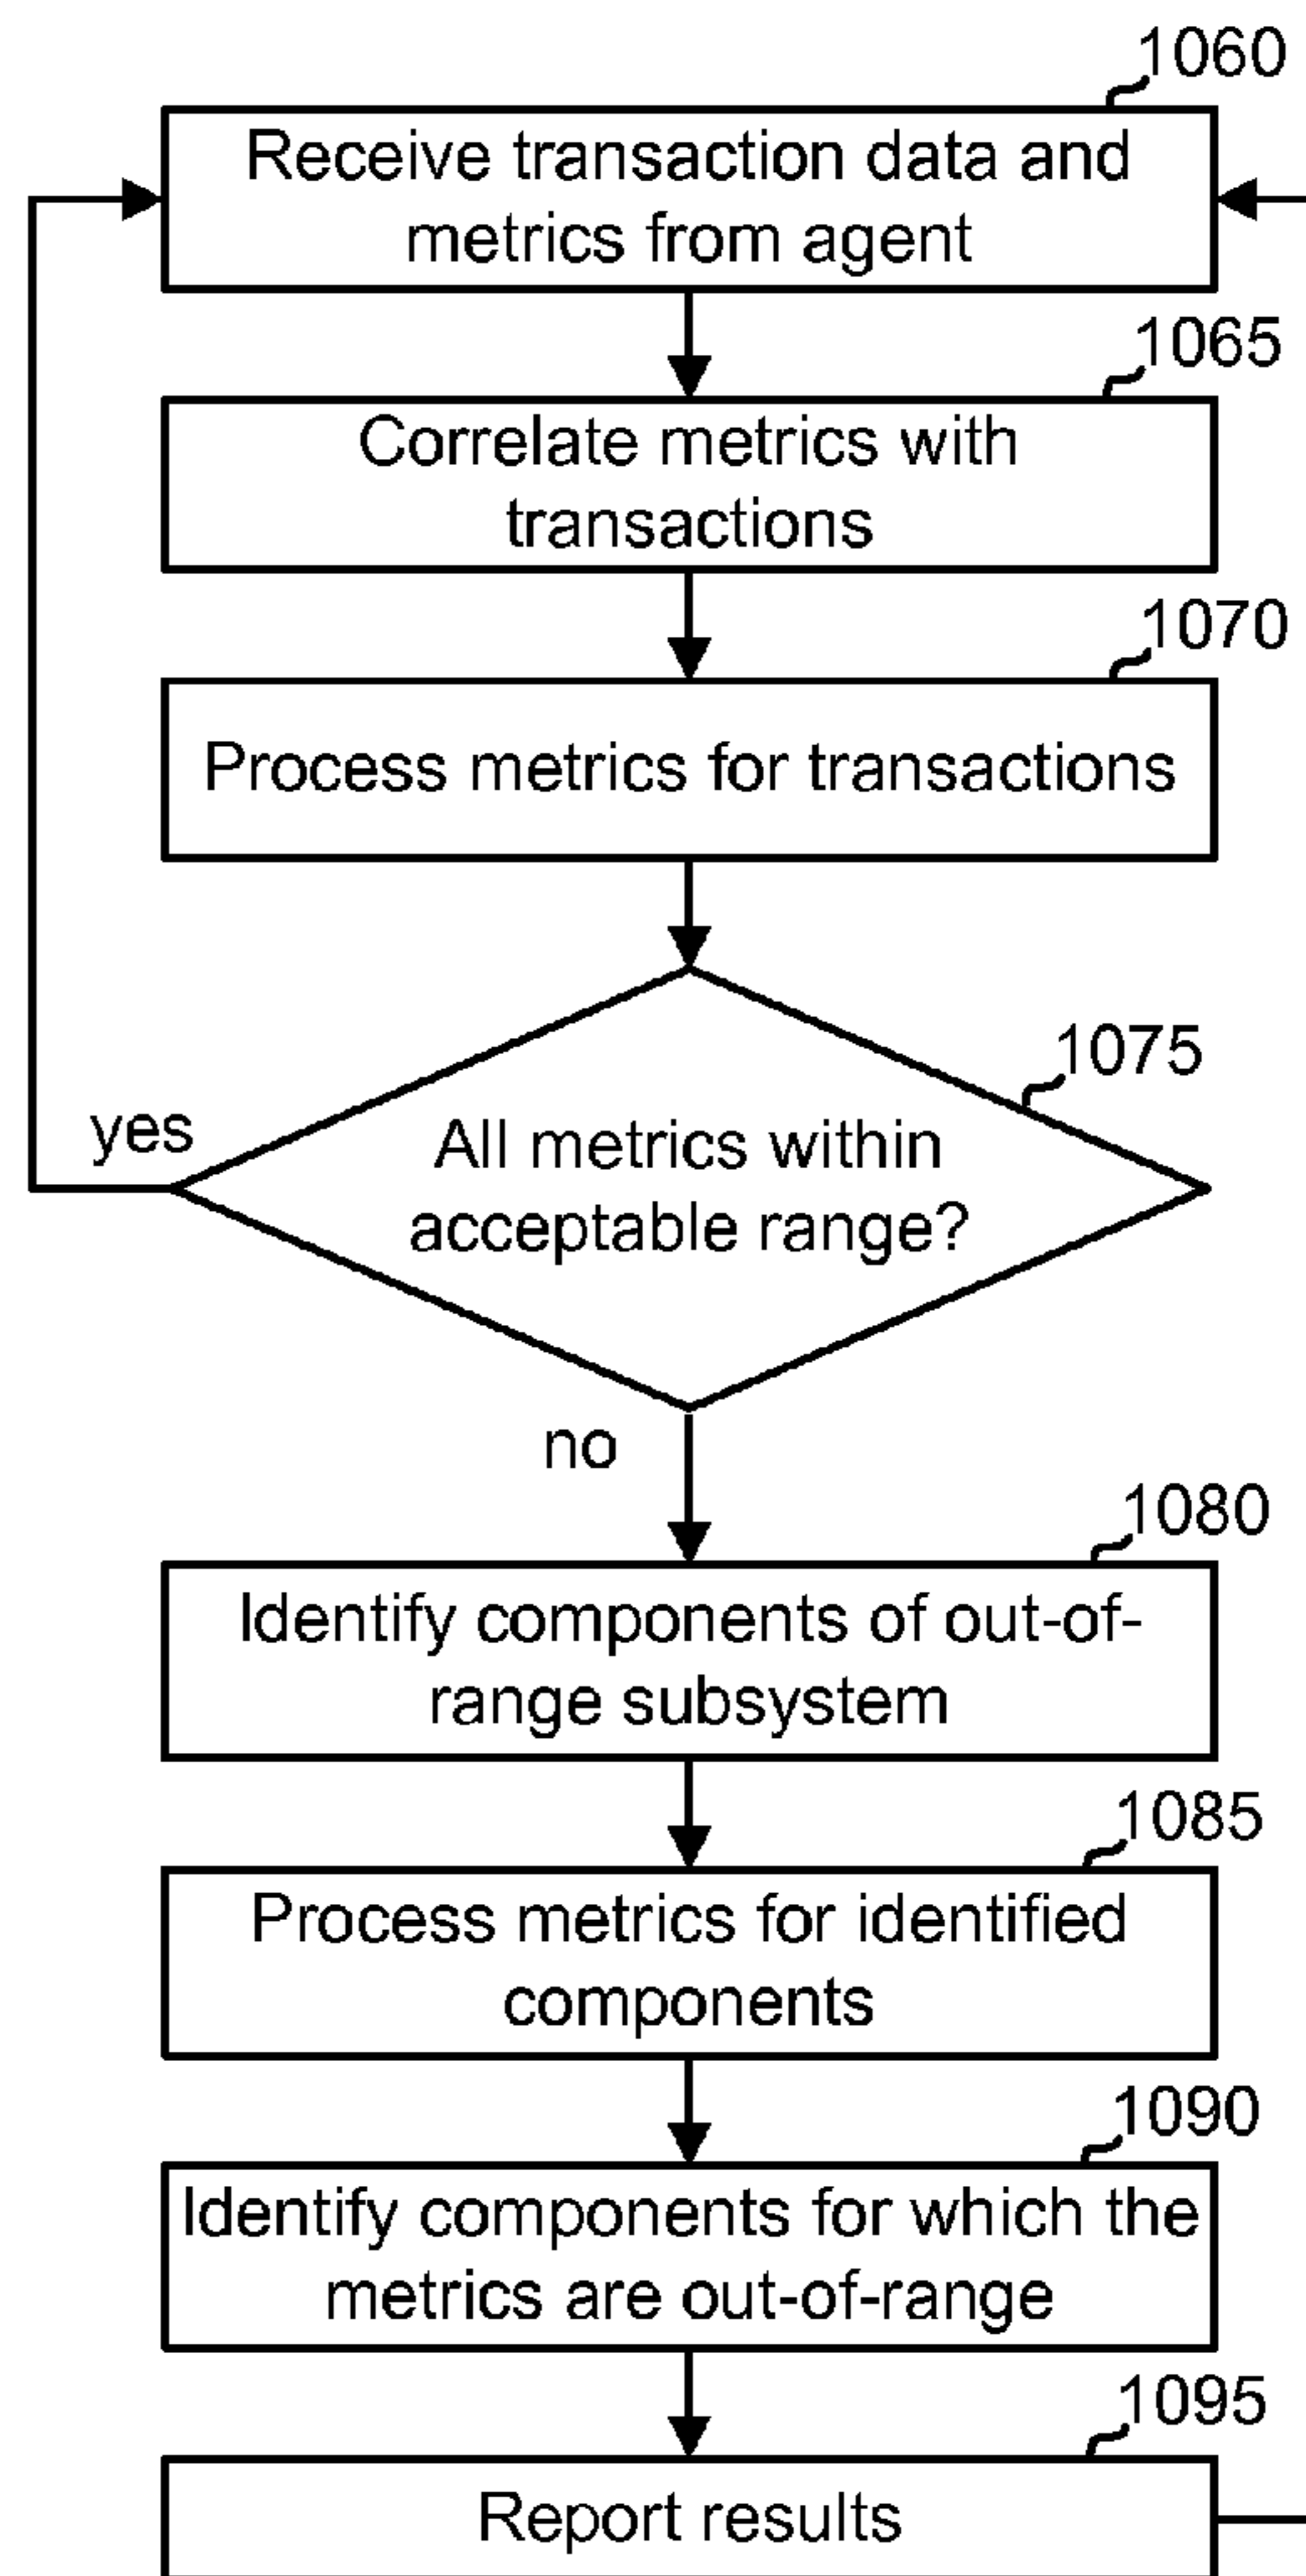 1060
Receive transaction data and
metrics from agent
1065
Correlate metrics with
transactions
1070
Process metrics for transactions
1075
yes
All metrics within
acceptable range?
no
1080
Identify components of out-of-
range subsystem
1085
Process metrics for identified
components
1090
Identify components for which the
metrics are out-of-range
1095
Report results